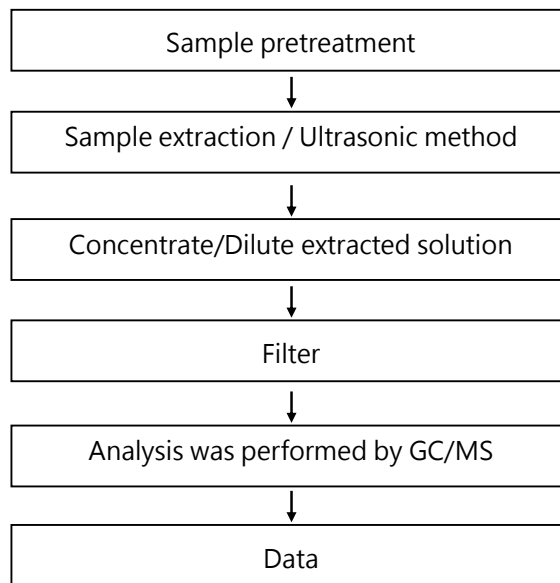 Sample pretreatment
Sample extraction / Ultrasonic method
Concentrate/Dilute extracted solution
Filter
Analysis was performed by GC/MS
Data